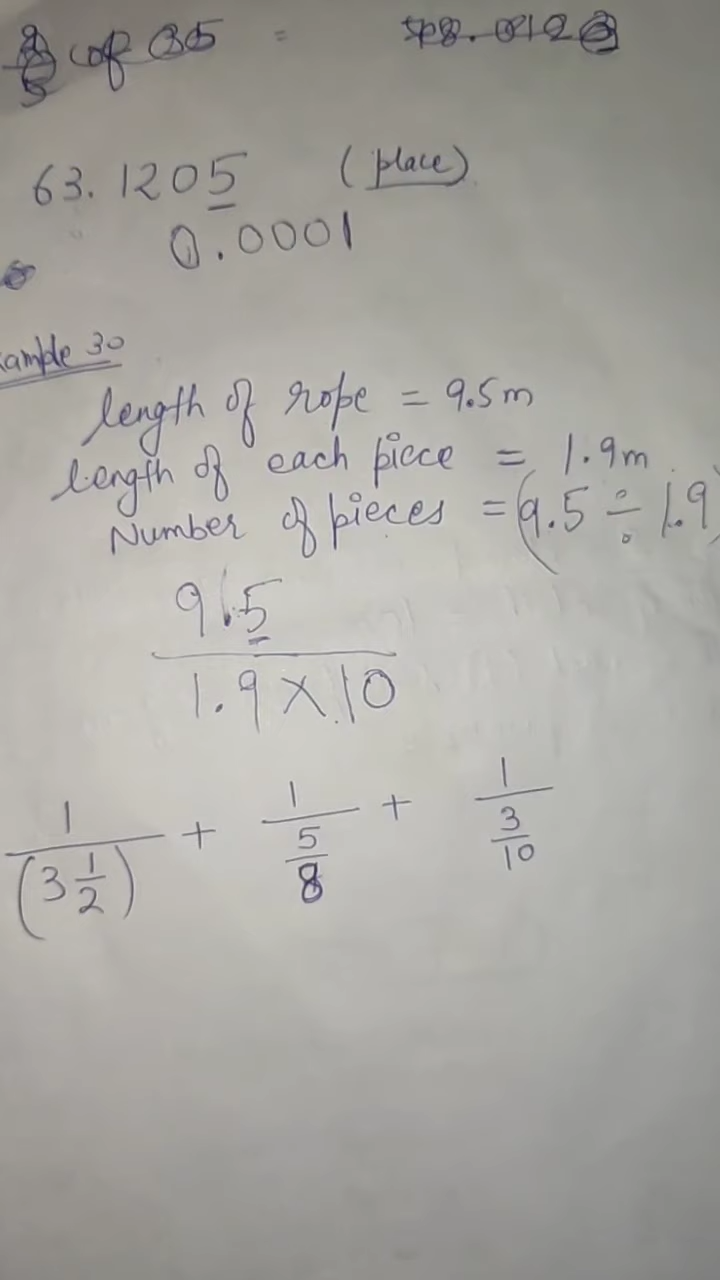 of 35 =
63.1205 (place)
0.0001
ample 30
length of rope = 9.5m
length of each piece = 1.9m
Number of pieces = (9.5 ÷ 1.9)
9.5
1.9 × 10
1/(3 1/2) + 1/(5/8) + 1/(3/10)